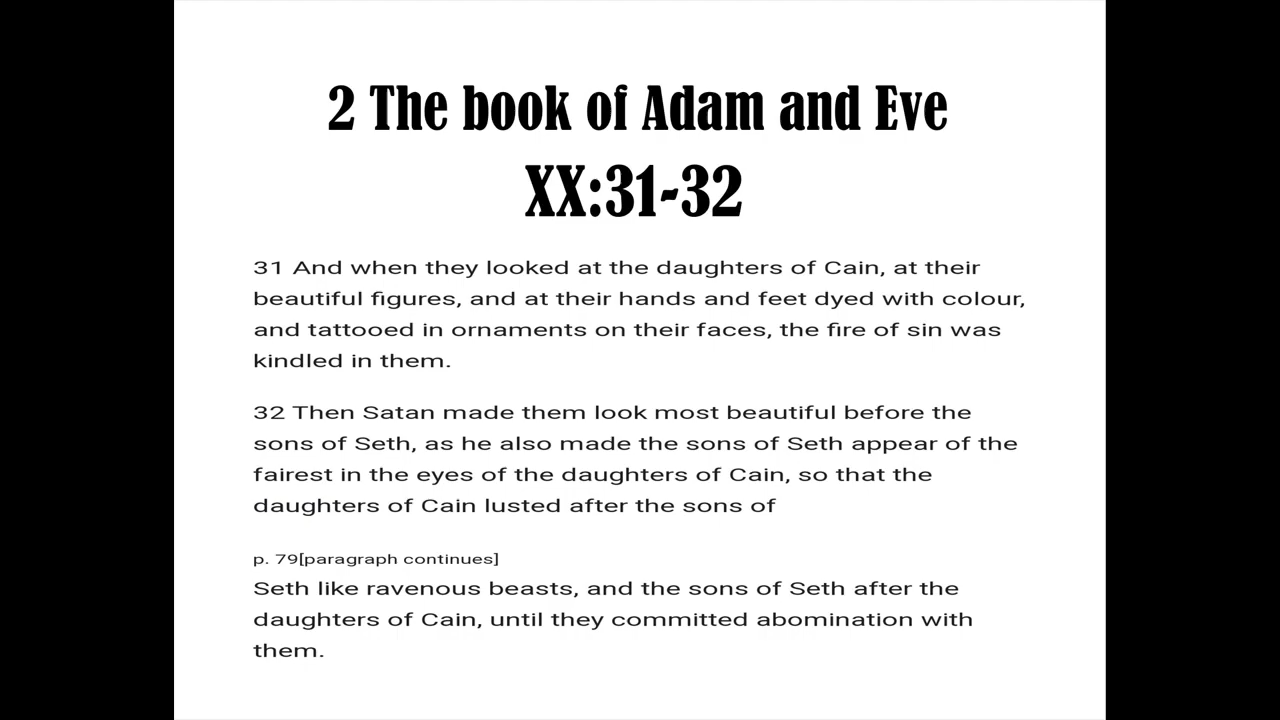 2 The book of Adam and Eve
XX:31-32
31 And when they looked at the daughters of Cain, at their
beautiful figures, and at their hands and feet dyed with colour,
and tattooed in ornaments on their faces, the fire of sin was
kindled in them.
32 Then Satan made them look most beautiful before the
sons of Seth, as he also made the sons of Seth appear of the
fairest in the eyes of the daughters of Cain, so that the
daughters of Cain lusted after the sons of
p. 79[paragraph continues]
Seth like ravenous beasts, and the sons of Seth after the
daughters of Cain, until they committed abomination with
them.